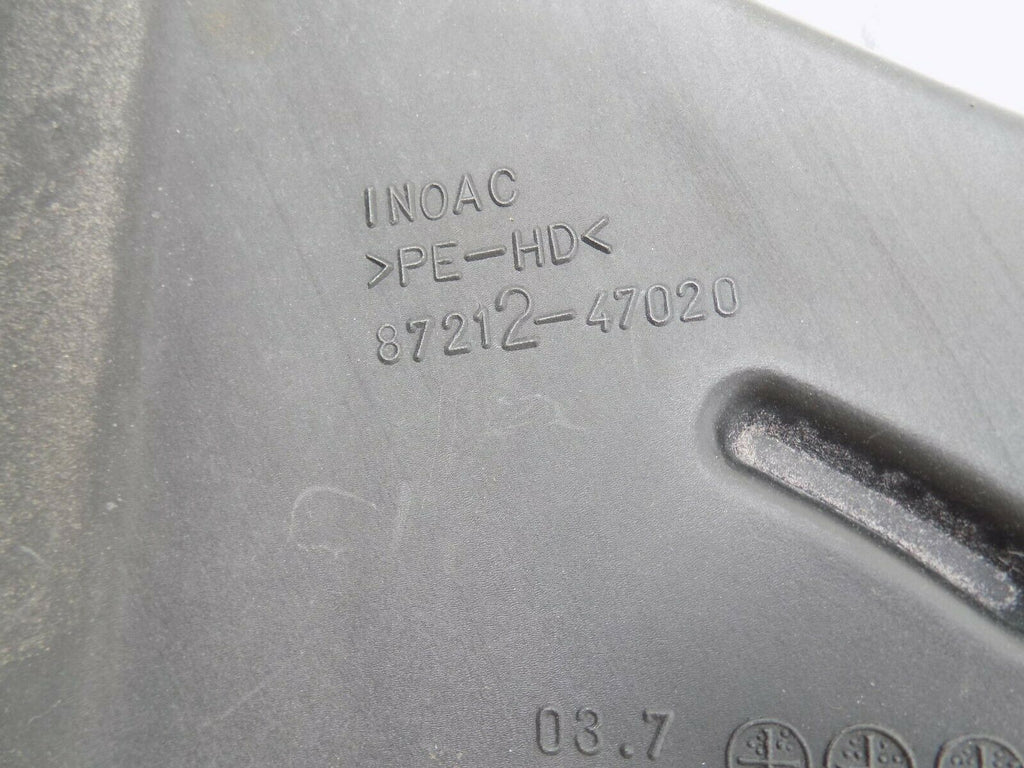 INOAC
>PE-HD<
87212-47020
03.7